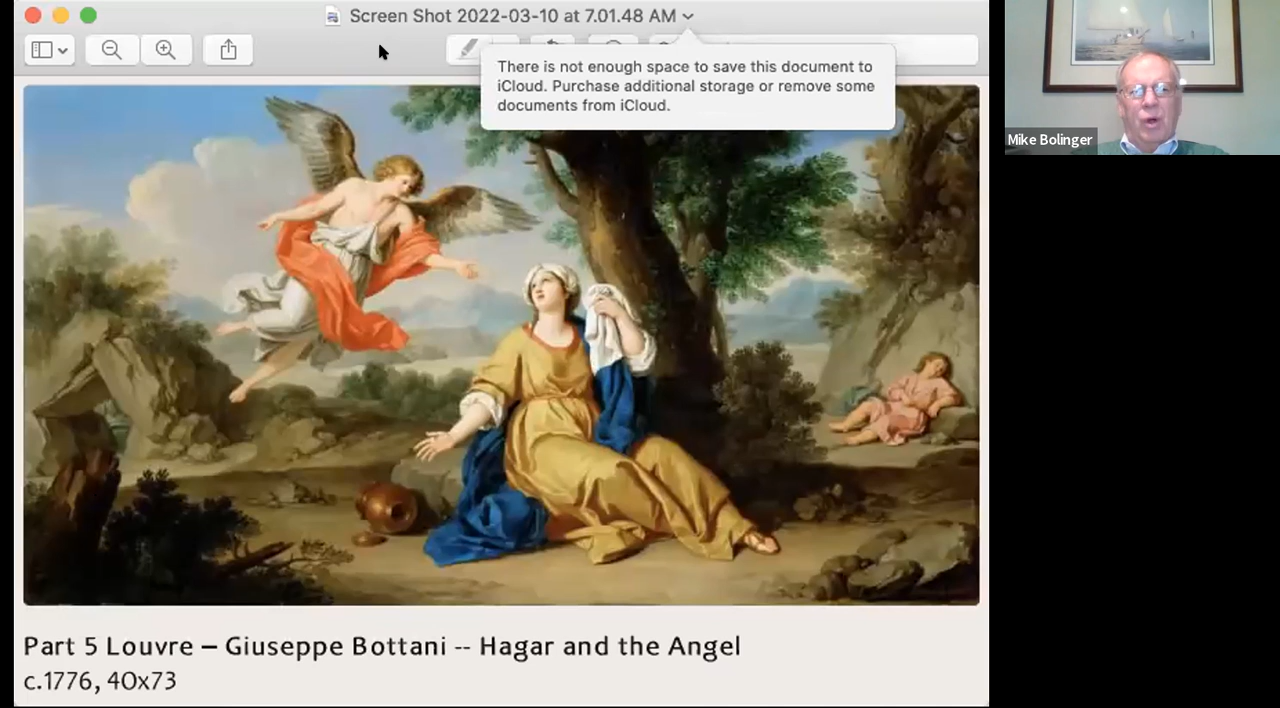 Screen Shot 2022-03-10 at 7.01.48 AM
There is not enough space to save this document to
iCloud. Purchase additional storage or remove some
documents from iCloud.
Mike Bolinger
Part 5 Louvre – Giuseppe Bottani -- Hagar and the Angel
c.1776, 40x73